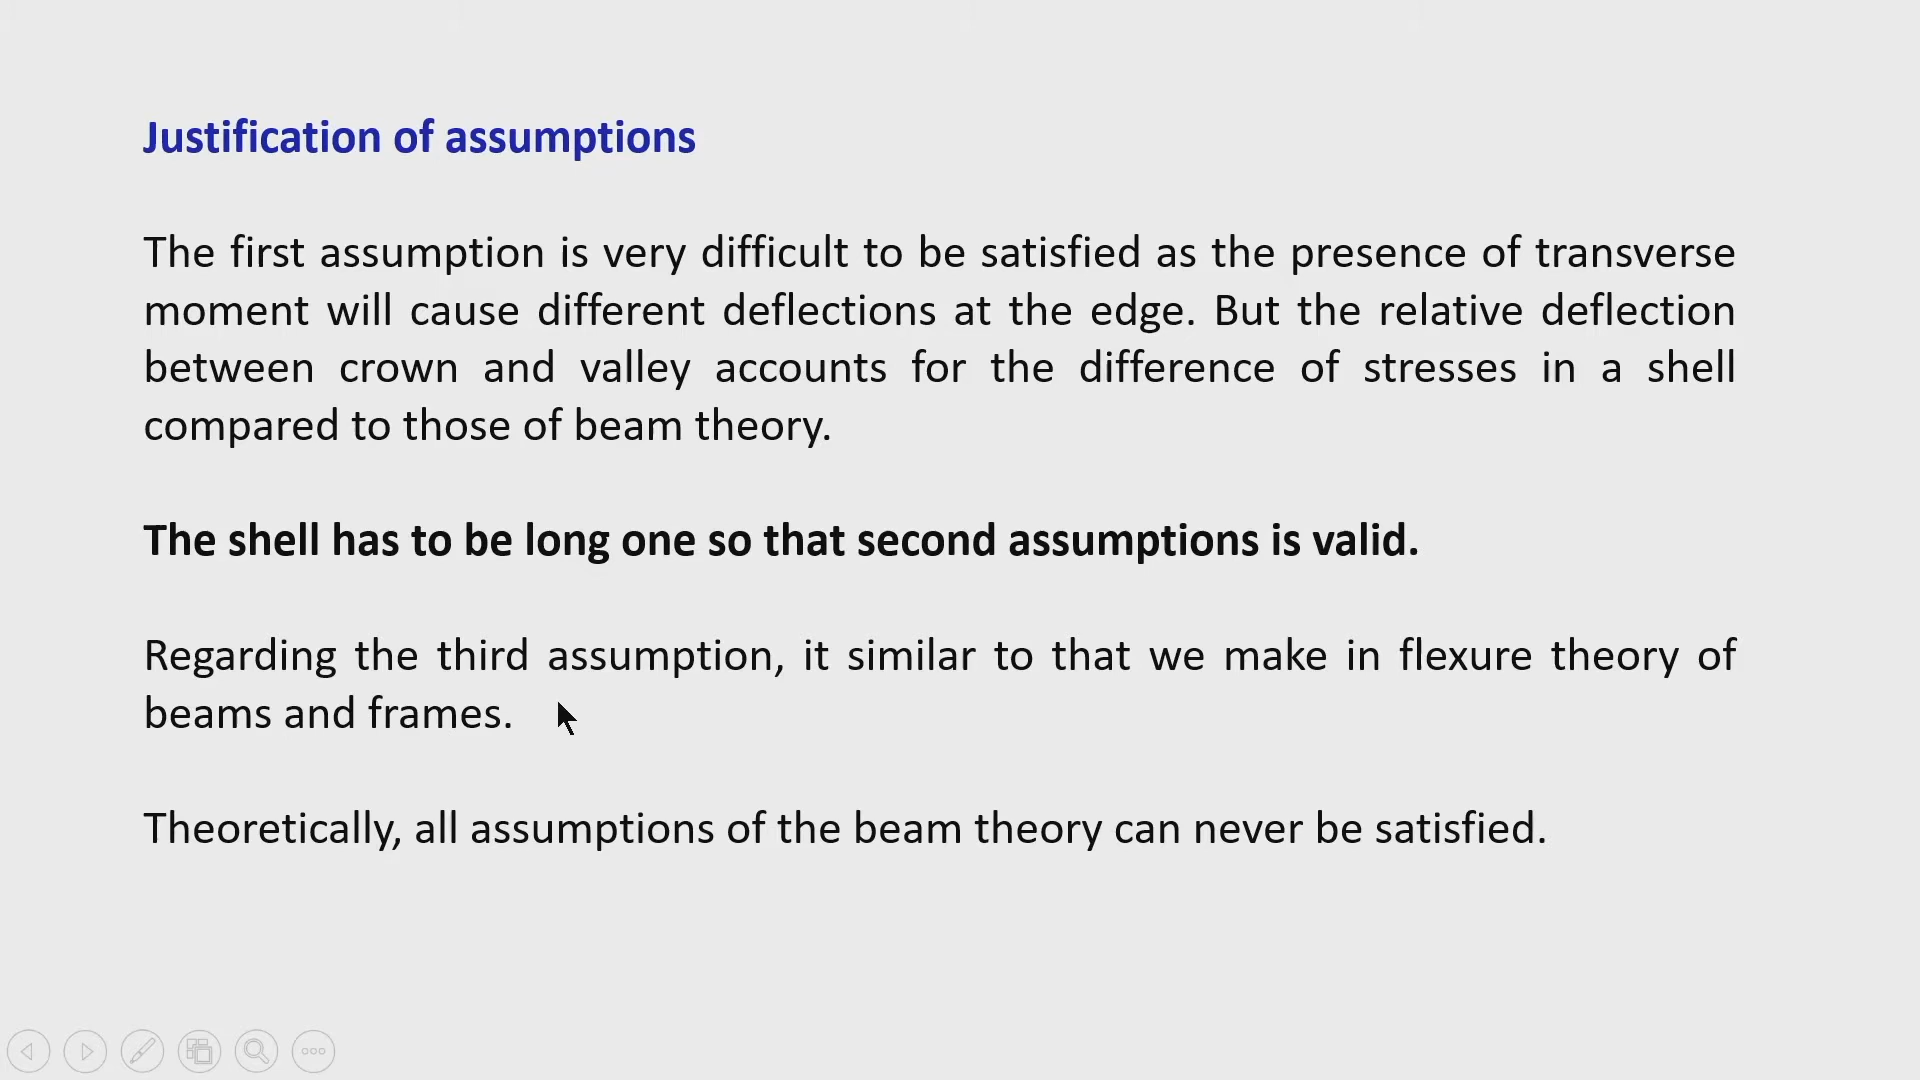 Justification of assumptions
The first assumption is very difficult to be satisfied as the presence of transverse
moment will cause different deflections at the edge. But the relative deflection
between crown and valley accounts for the difference of stresses in a shell
compared to those of beam theory.
The shell has to be long one so that second assumptions is valid.
Regarding the third assumption, it similar to that we make in flexure theory of
beams and frames.
Theoretically, all assumptions of the beam theory can never be satisfied.